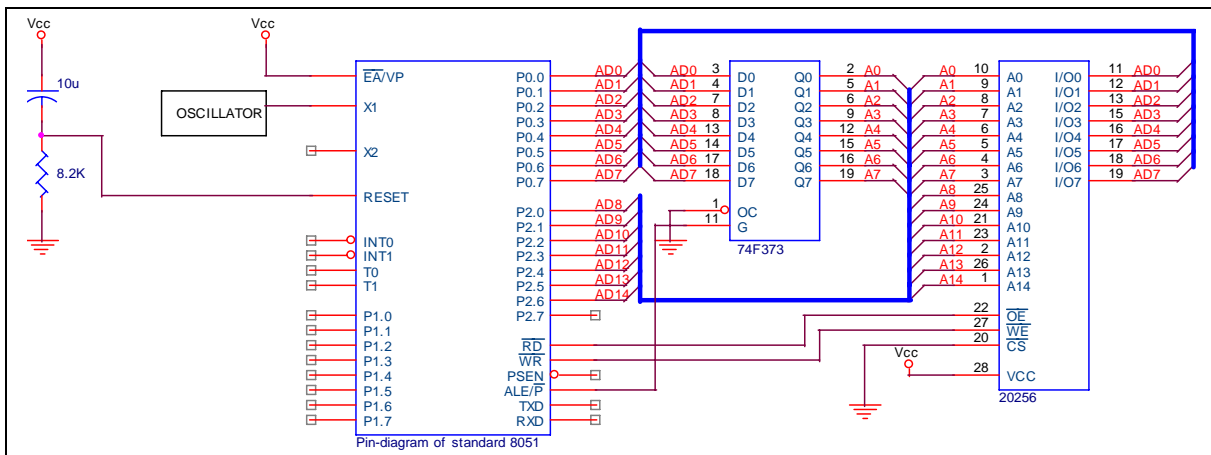 Vcc
10u
8.2K
OSCILLATOR
Vcc
EA/VP
X1
X2
RESET
INT0
INT1
T0
T1
P1.0
P1.1
P1.2
P1.3
P1.4
P1.5
P1.6
P1.7
P0.0
P0.1
P0.2
P0.3
P0.4
P0.5
P0.6
P0.7
P2.0
P2.1
P2.2
P2.3
P2.4
P2.5
P2.6
P2.7
RD
WR
PSEN
ALE/P
TXD
RXD
Pin-diagram of standard 8051
AD0
AD1
AD2
AD3
AD4
AD5
AD6
AD7
AD8
AD9
AD10
AD11
AD12
AD13
AD14
AD0 3 D0 Q0 2 A0
AD1 4 D1 Q1 5 A1
AD2 7 D2 Q2 6 A2
AD3 8 D3 Q3 9 A3
AD4 13 D4 Q4 12 A4
AD5 14 D5 Q5 15 A5
AD6 17 D6 Q6 16 A6
AD7 18 D7 Q7 19 A7
1 OC
11 G
74F373
A0 10 A0 I/O0 11 AD0
A1 9 A1 I/O1 12 AD1
A2 8 A2 I/O2 13 AD2
A3 7 A3 I/O3 15 AD3
A4 6 A4 I/O4 16 AD4
A5 5 A5 I/O5 17 AD5
A6 4 A6 I/O6 18 AD6
A7 3 A7 I/O7 19 AD7
A8 25 A8
A9 24 A9
A10 21 A10
A11 23 A11
A12 2 A12
A13 26 A13
A14 1 A14
22 OE
27 WE
20 CS
Vcc
28 VCC
20256